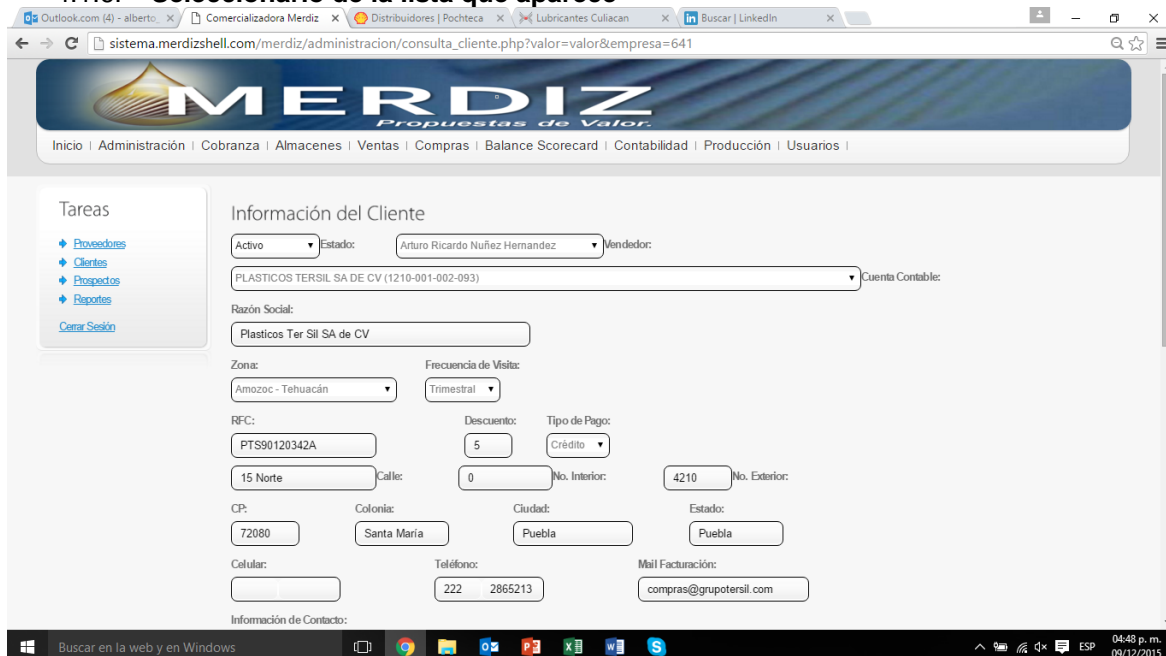 Seleccionarlo de la lista que aparece
Outlook.com (4) - alberto_
Comercializadora Merdiz
Distribuidores | Pochteca
Lubricantes Culiacan
Buscar | LinkedIn
sistema.merdizshell.com/merdiz/administracion/consulta_cliente.php?valor=valor&empresa=641
MERDIZ
Propuestas de Valor.
Inicio | Administración | Cobranza | Almacenes | Ventas | Compras | Balance Scorecard | Contabilidad | Producción | Usuarios |
Tareas
Proveedores
Clientes
Prospectos
Reportes
Cerrar Sesión
Información del Cliente
Activo Estado: Arturo Ricardo Nuñez Hernandez Vendedor:
PLASTICOS TERSIL SA DE CV (1210-001-002-093) Cuenta Contable:
Razón Social:
Plasticos Ter Sil SA de CV
Zona: Frecuencia de Visita:
Amozoc - Tehuacán Trimestral
RFC: Descuento: Tipo de Pago:
PTS90120342A 5 Crédito
15 Norte Calle: 0 No. Interior: 4210 No. Exterior:
CP: Colonia: Ciudad: Estado:
72080 Santa María Puebla Puebla
Celular: Teléfono: Mail Facturación:
222 2865213 compras@grupotersil.com
Información de Contacto:
Buscar en la web y en Windows
ESP
04:48 p. m.
09/12/2015